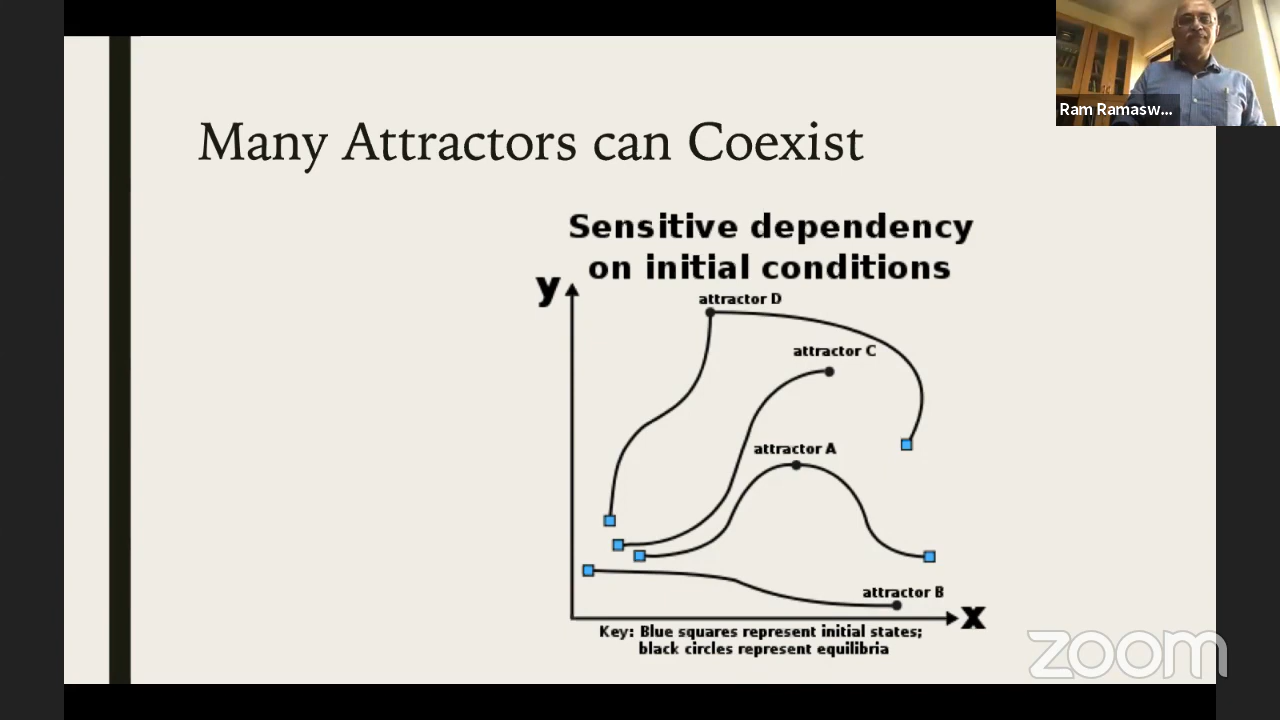 Ram Ramasw...
Many Attractors can Coexist
Sensitive dependency
on initial conditions
y
attractor D
attractor C
attractor A
attractor B
x
Key: Blue squares represent initial states;
black circles represent equilibria
zoom